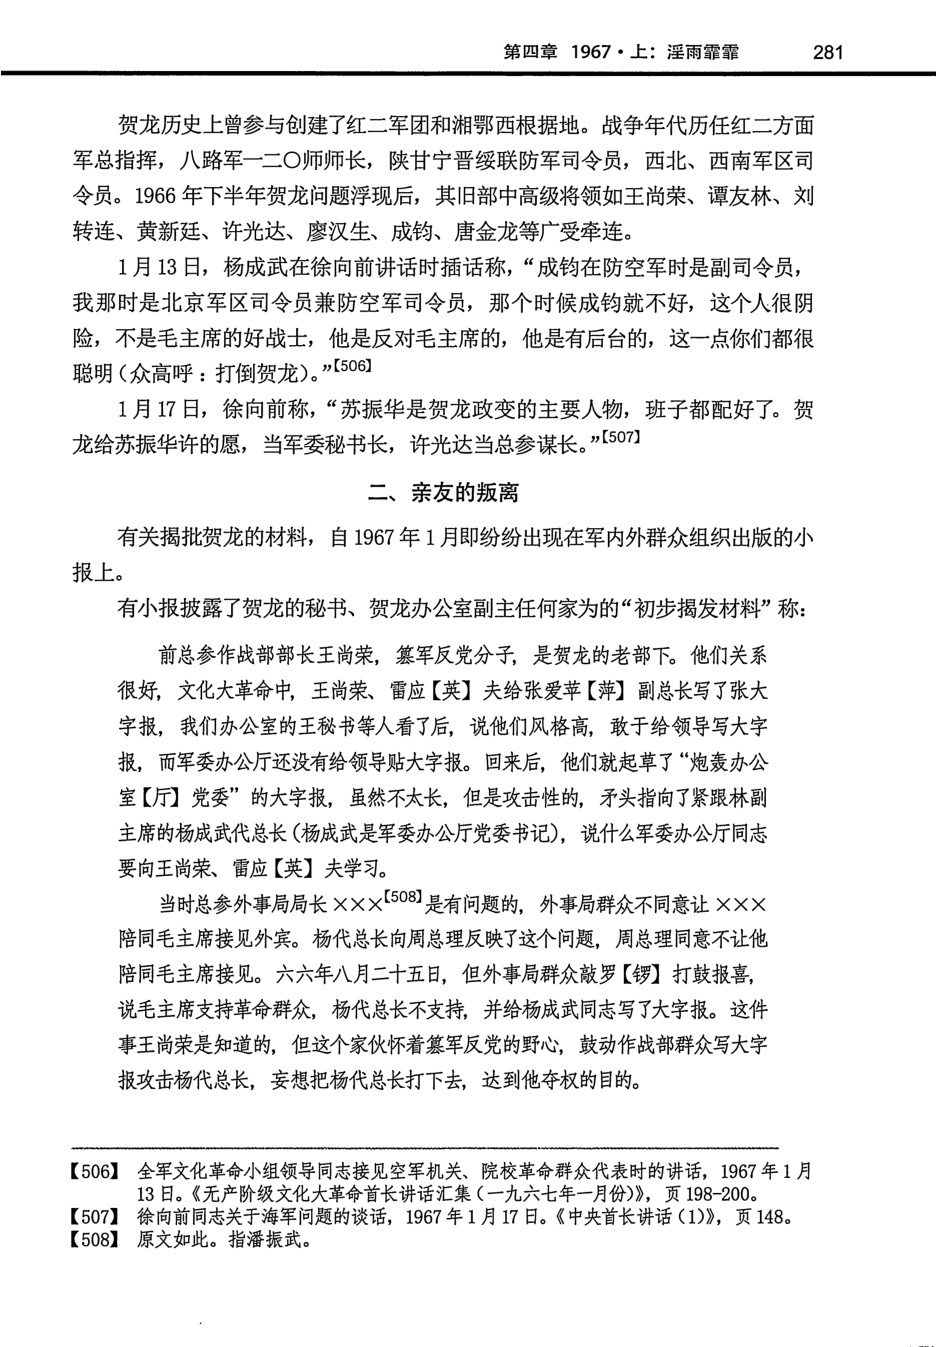 第四章 1967·上：淫雨霏霏 281
贺龙历史上曾参与创建了红二军团和湘鄂西根据地。战争年代历任红二方面
军总指挥，八路军一二〇师师长，陕甘宁晋绥联防军司令员，西北、西南军区司
令员。1966 年下半年贺龙问题浮现后，其旧部中高级将领如王尚荣、谭友林、刘
转连、黄新廷、许光达、廖汉生、成钧、唐金龙等广受牵连。
1 月 13 日，杨成武在徐向前讲话时插话称，“成钧在防空军时是副司令员，
我那时是北京军区司令员兼防空军司令员，那个时候成钧就不好，这个人很阴
险，不是毛主席的好战士，他是反对毛主席的，他是有后台的，这一点你们都很
聪明（众高呼：打倒贺龙）。”【506】
1 月 17 日，徐向前称，“苏振华是贺龙政变的主要人物，班子都配好了。贺
龙给苏振华许的愿，当军委秘书长，许光达当总参谋长。”【507】
二、亲友的叛离
有关揭批贺龙的材料，自 1967 年 1 月即纷纷出现在军内外群众组织出版的小
报上。
有小报披露了贺龙的秘书、贺龙办公室副主任何家为的“初步揭发材料”称：
前总参作战部部长王尚荣，篡军反党分子，是贺龙的老部下。他们关系
很好，文化大革命中，王尚荣、雷应【英】夫给张爱苹【萍】副总长写了张大
字报，我们办公室的王秘书等人看了后，说他们风格高，敢于给领导写大字
报，而军委办公厅还没有给领导贴大字报。回来后，他们就起草了“炮轰办公
室【厅】党委”的大字报，虽然不太长，但是攻击性的，矛头指向了紧跟林副
主席的杨成武代总长（杨成武是军委办公厅党委书记），说什么军委办公厅同志
要向王尚荣、雷应【英】夫学习。
当时总参外事局局长×××【508】是有问题的，外事局群众不同意让×××
陪同毛主席接见外宾。杨代总长向周总理反映了这个问题，周总理同意不让他
陪同毛主席接见。六六年八月二十五日，但外事局群众敲罗【锣】打鼓报喜，
说毛主席支持革命群众，杨代总长不支持，并给杨成武同志写了大字报。这件
事王尚荣是知道的，但这个家伙怀着篡军反党的野心，鼓动作战部群众写大字
报攻击杨代总长，妄想把杨代总长打下去，达到他夺权的目的。
【506】 全军文化革命小组领导同志接见空军机关、院校革命群众代表时的讲话，1967 年 1 月
13 日。《无产阶级文化大革命首长讲话汇集（一九六七年一月份）》，页 198-200。
【507】 徐向前同志关于海军问题的谈话，1967 年 1 月 17 日。《中央首长讲话（1）》，页 148。
【508】 原文如此。指潘振武。